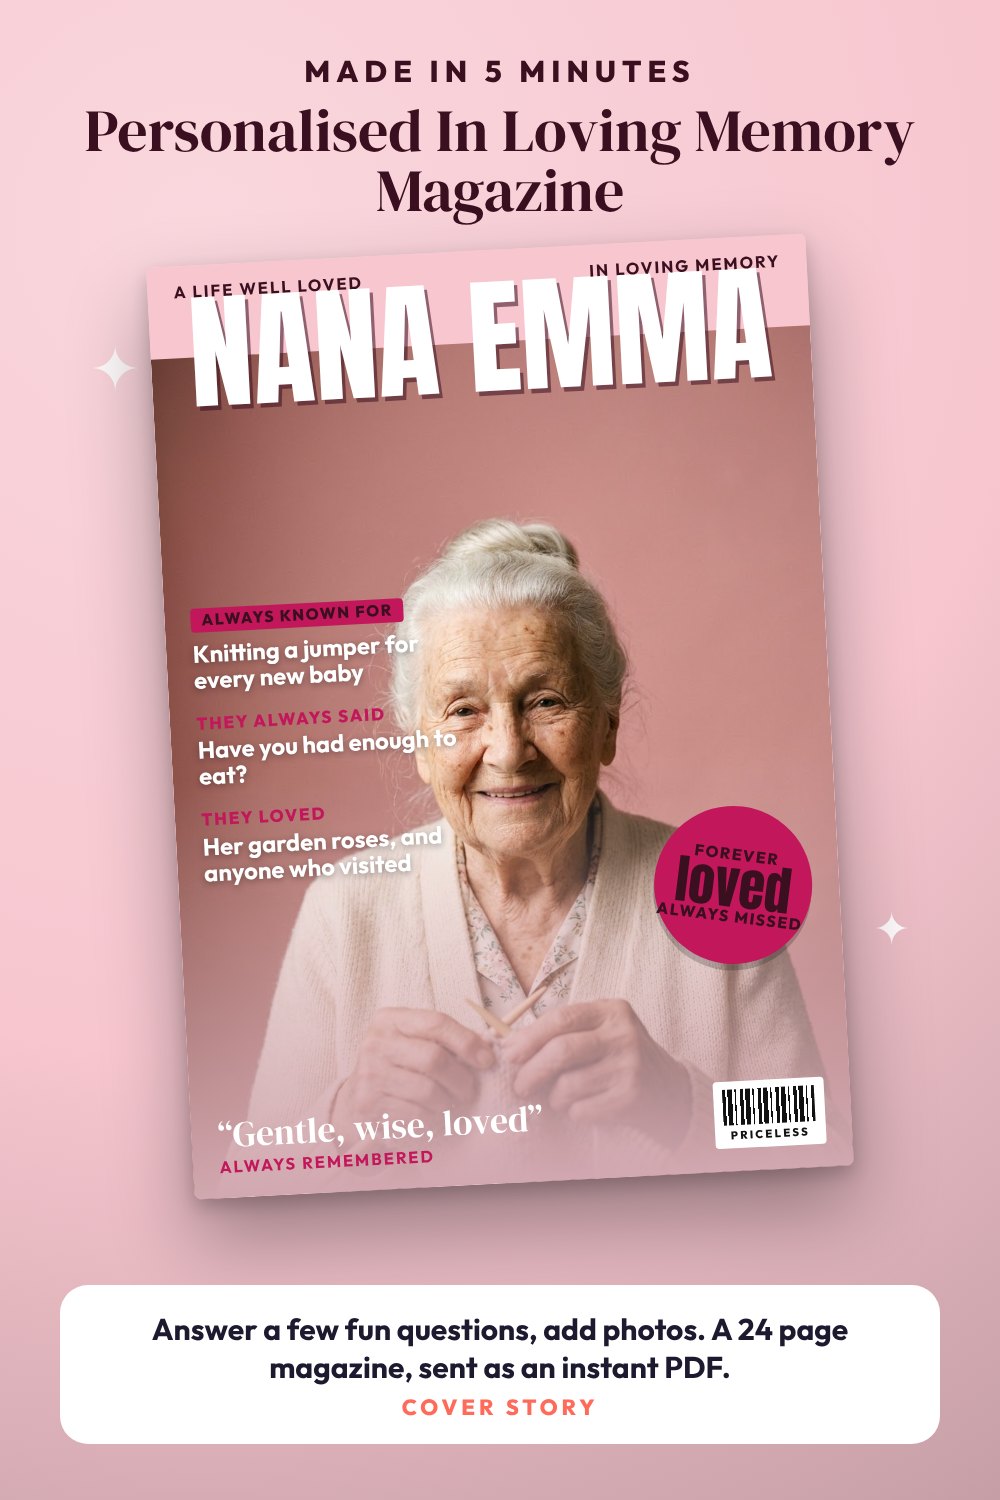 MADE IN 5 MINUTES
Personalised In Loving Memory
Magazine
A LIFE WELL LOVED
IN LOVING MEMORY
NANA EMMA
ALWAYS KNOWN FOR
Knitting a jumper for
every new baby
THEY ALWAYS SAID
Have you had enough to
eat?
THEY LOVED
Her garden roses, and
anyone who visited
FOREVER
loved
ALWAYS MISSED
“Gentle, wise, loved”
ALWAYS REMEMBERED
PRICELESS
Answer a few fun questions, add photos. A 24 page
magazine, sent as an instant PDF.
COVER STORY